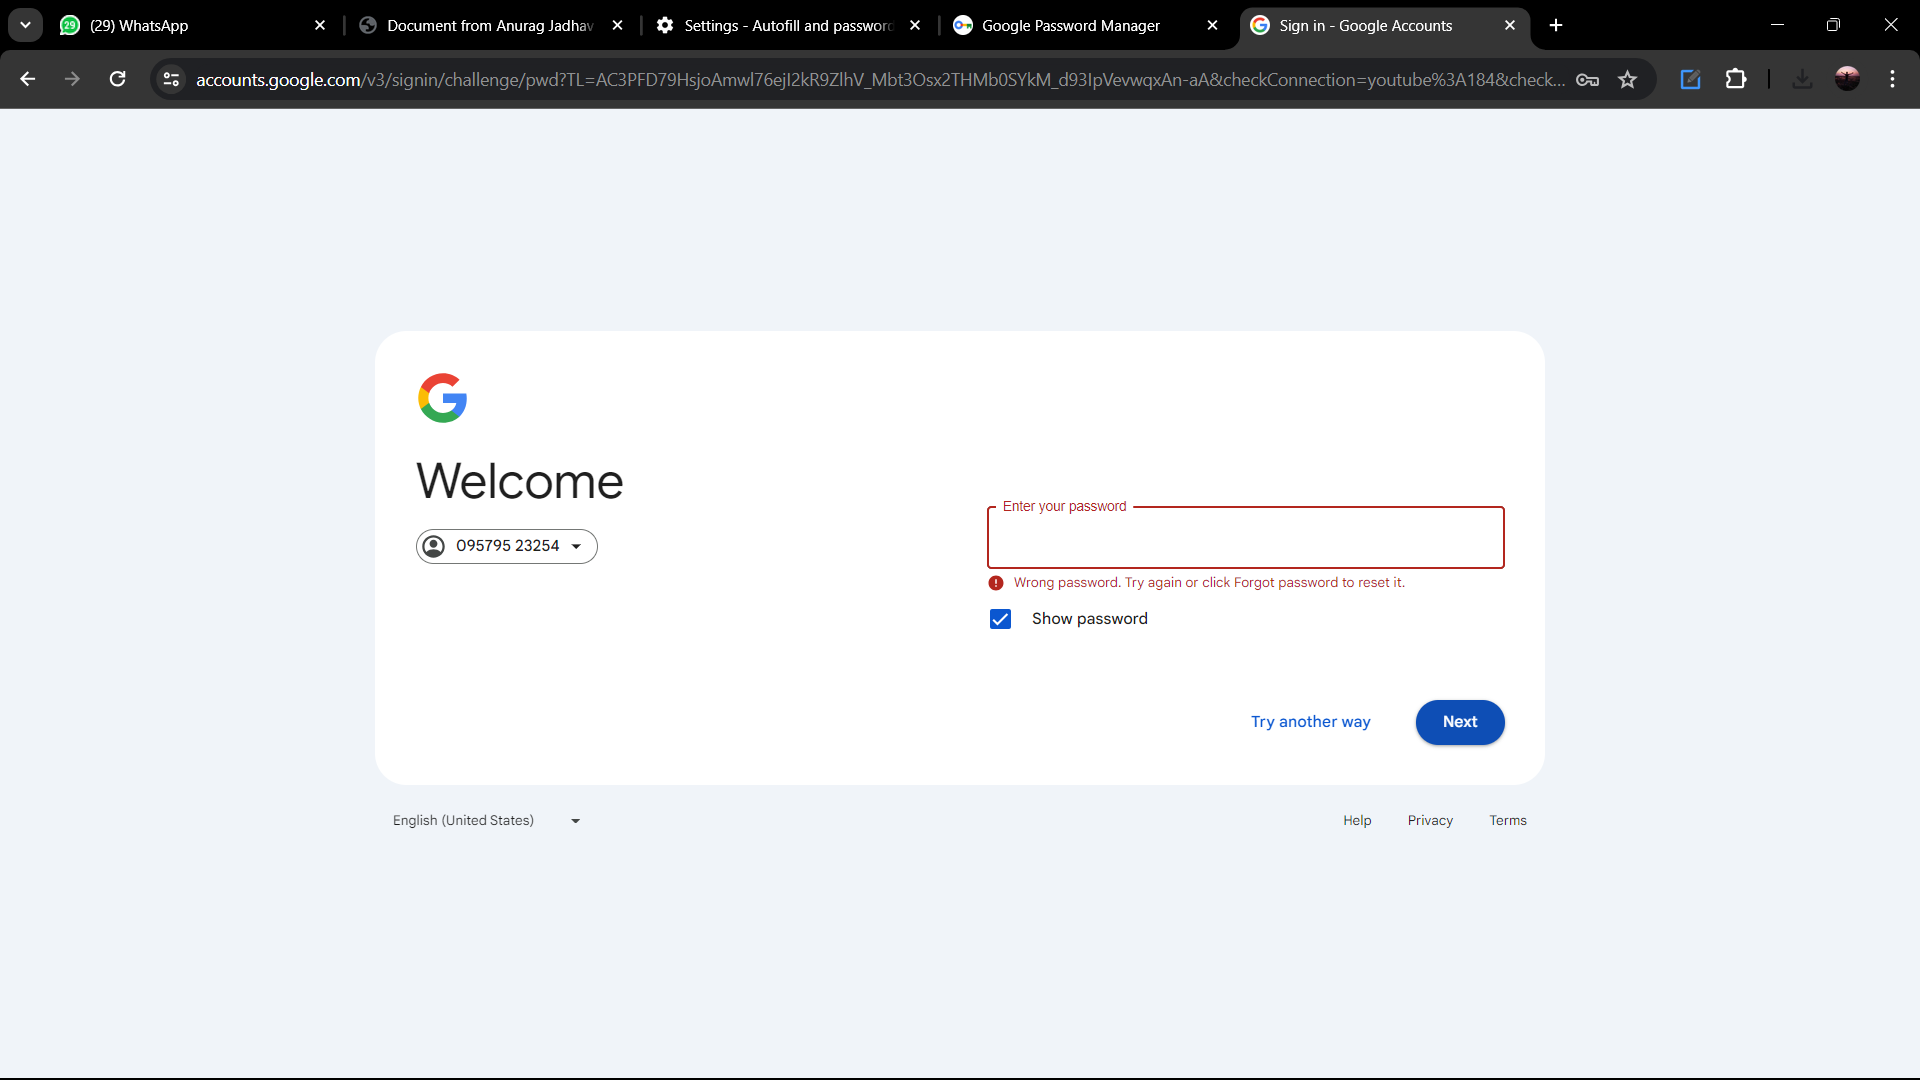 (29) WhatsApp
Document from Anurag Jadhav
Settings - Autofill and password
Google Password Manager
Sign in - Google Accounts
accounts.google.com/v3/signin/challenge/pwd?TL=AC3PFD79HsjoAmwl76ejI2kR9ZlhV_Mbt3Osx2THMb0SYkM_d93IpVevwqxAn-aA&checkConnection=youtube%3A184&check...
Welcome
Enter your password
095795 23254
Wrong password. Try again or click Forgot password to reset it.
Show password
Try another way
Next
English (United States)
Help
Privacy
Terms